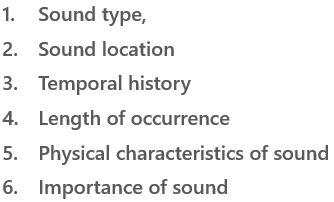 1. Sound type,
2. Sound location
3. Temporal history
4. Length of occurrence
5. Physical characteristics of sound
6. Importance of sound